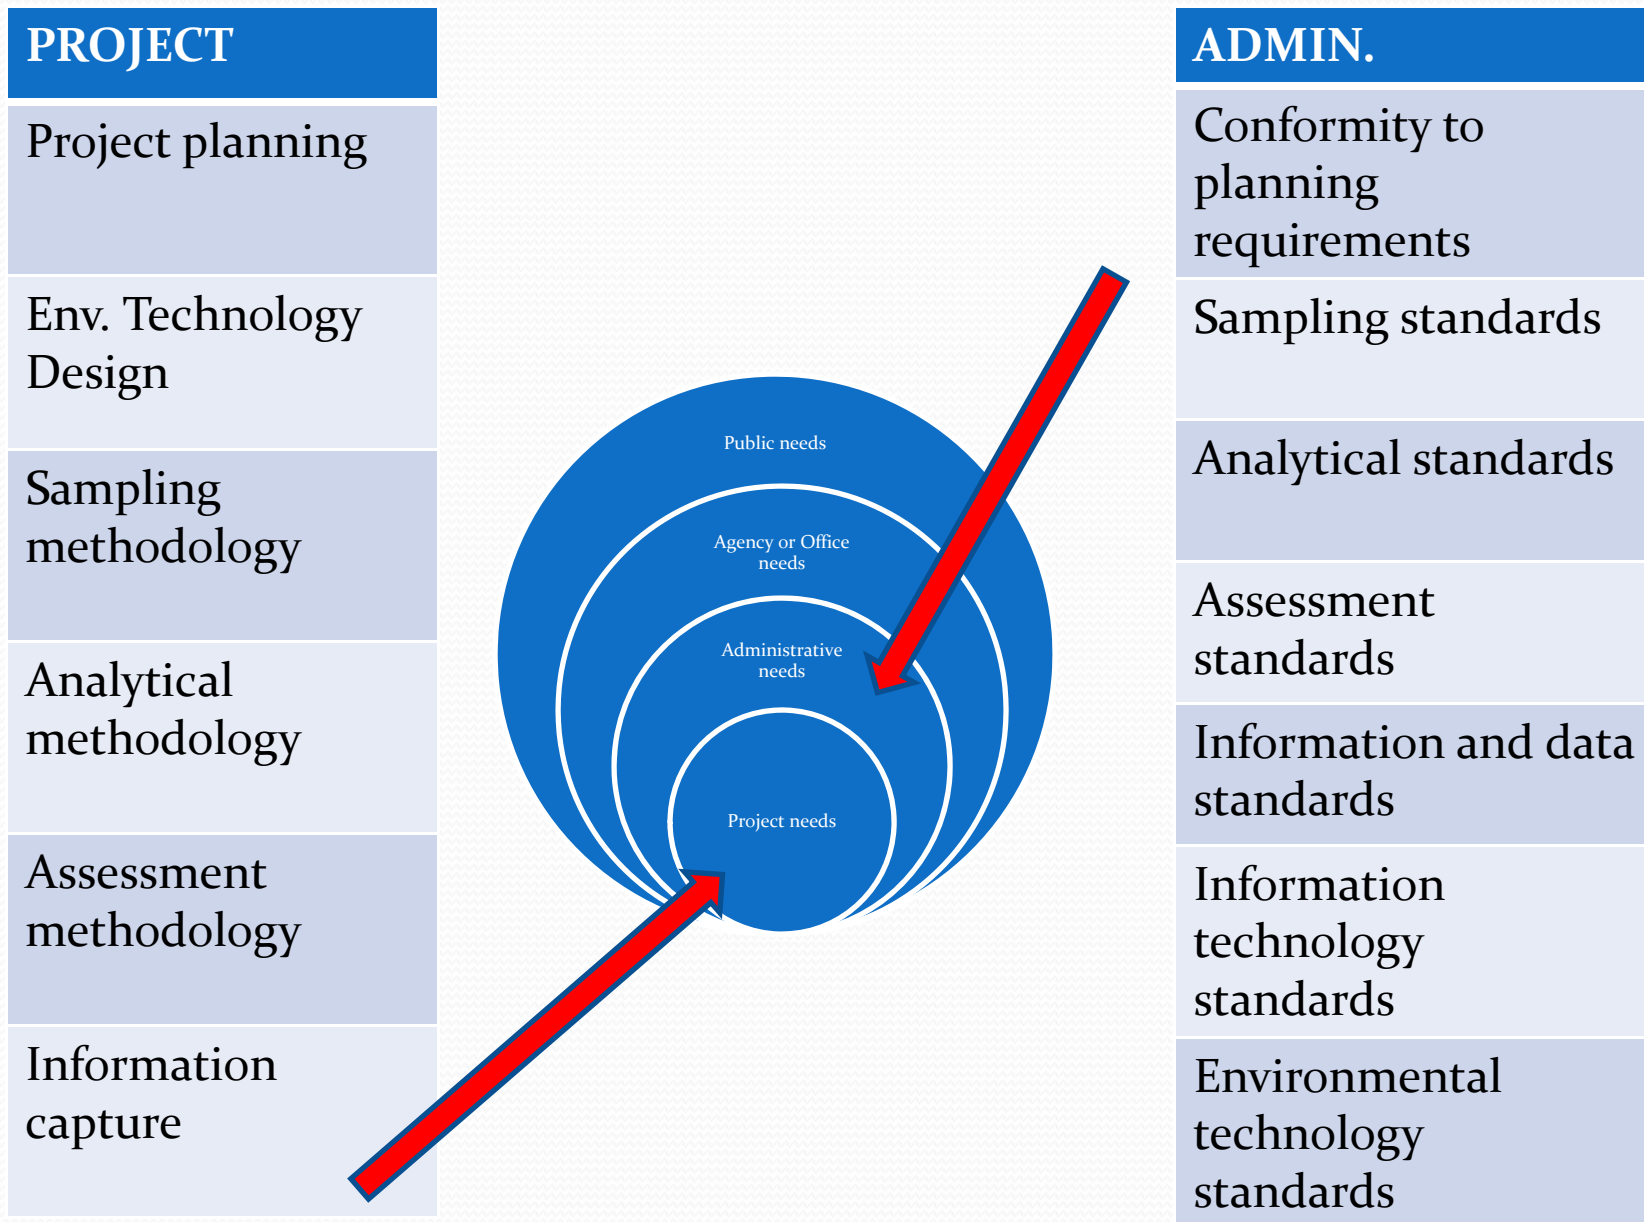 PROJECT
Project planning
Env. Technology
Design
Sampling
methodology
Analytical
methodology
Assessment
methodology
Information
capture
Public needs
Agency or Office
needs
Administrative
needs
Project needs
ADMIN.
Conformity to
planning
requirements
Sampling standards
Analytical standards
Assessment
standards
Information and data
standards
Information
technology
standards
Environmental
technology
standards